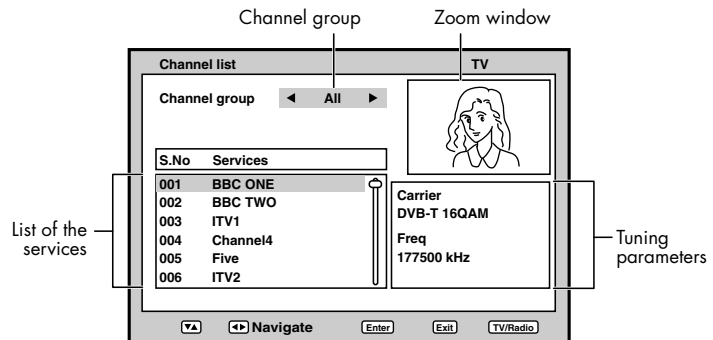 Channel group
Zoom window
Channel list
TV
Channel group
All
S.No Services
001 BBC ONE
002 BBC TWO
003 ITV1
004 Channel4
005 Five
006 ITV2
Carrier
DVB-T 16QAM
Freq
177500 kHz
List of the
services
Tuning
parameters
Navigate
Enter
Exit
TV/Radio